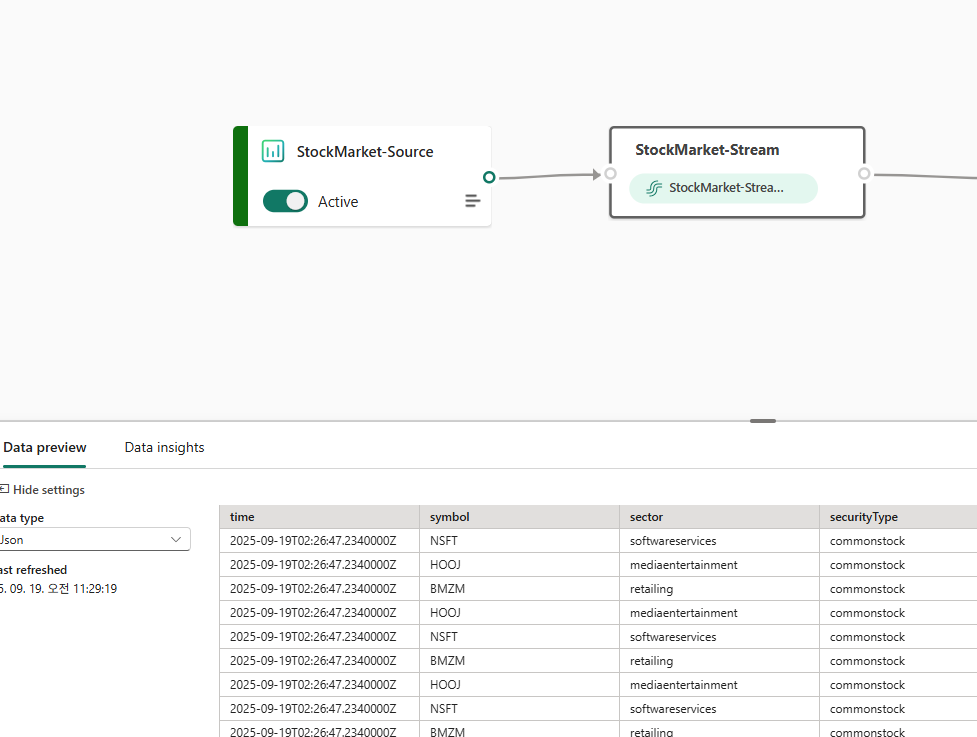 StockMarket-Source
Active
StockMarket-Stream
StockMarket-Strea...
Data preview
Data insights
Hide settings
ata type
Json
ast refreshed
5. 09. 19. 오전 11:29:19
time symbol sector securityType
2025-09-19T02:26:47.2340000Z NSFT softwareservices commonstock
2025-09-19T02:26:47.2340000Z HOOJ mediaentertainment commonstock
2025-09-19T02:26:47.2340000Z BMZM retailing commonstock
2025-09-19T02:26:47.2340000Z HOOJ mediaentertainment commonstock
2025-09-19T02:26:47.2340000Z NSFT softwareservices commonstock
2025-09-19T02:26:47.2340000Z BMZM retailing commonstock
2025-09-19T02:26:47.2340000Z HOOJ mediaentertainment commonstock
2025-09-19T02:26:47.2340000Z NSFT softwareservices commonstock
2025-09-19T02:26:47.2340000Z BMZM retailing commonstock